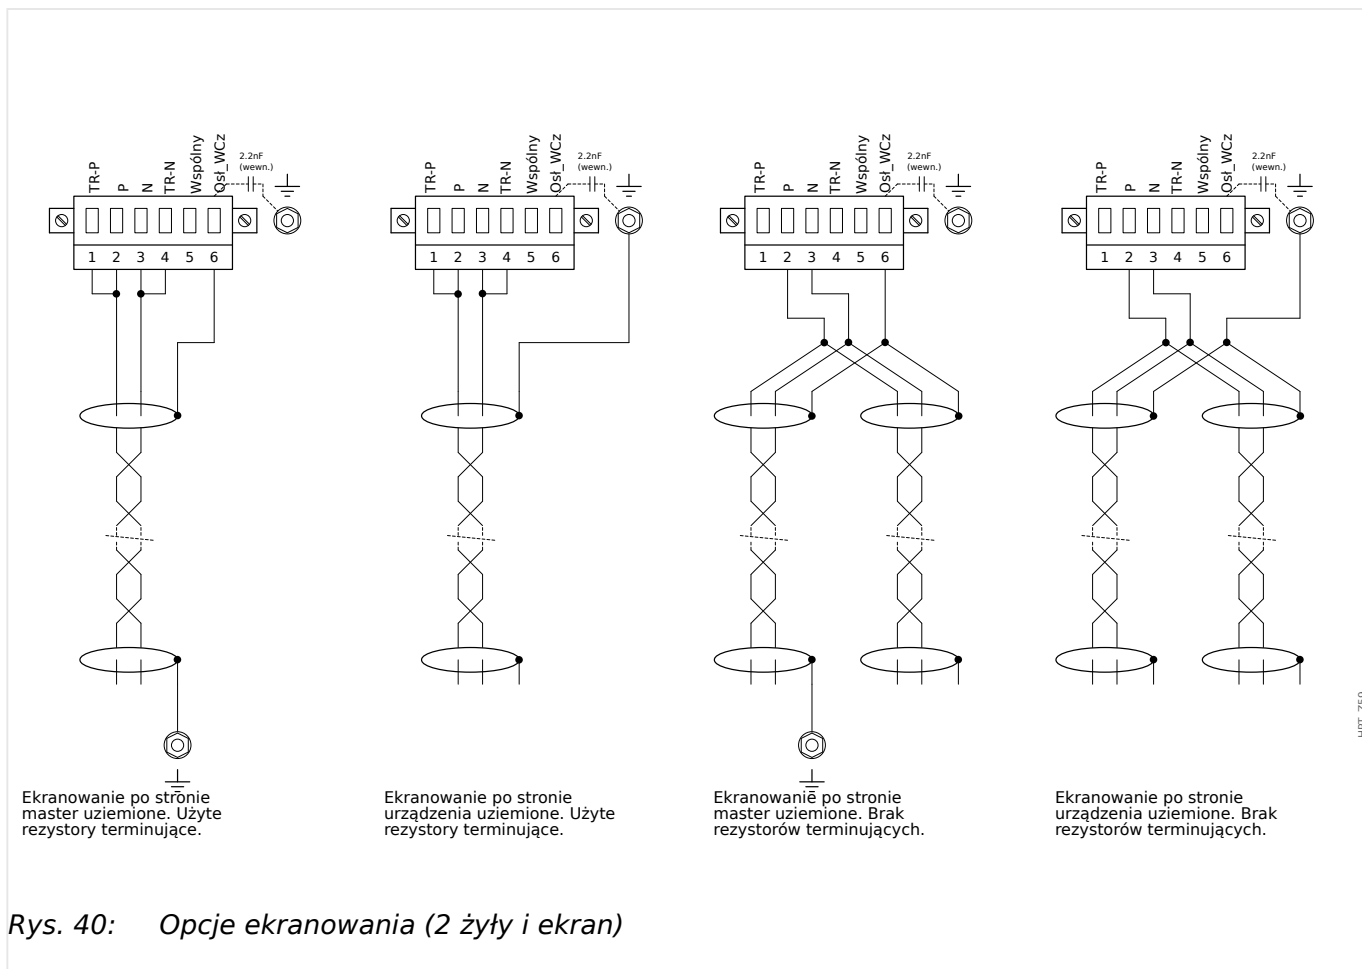 TR-P
P
N
TR-N
Wspólny
Osł_WCz
2.2nF
(wewn.)
1 2 3 4 5 6
TR-P
P
N
TR-N
Wspólny
Osł_WCz
2.2nF
(wewn.)
1 2 3 4 5 6
TR-P
P
N
TR-N
Wspólny
Osł_WCz
2.2nF
(wewn.)
1 2 3 4 5 6
TR-P
P
N
TR-N
Wspólny
Osł_WCz
2.2nF
(wewn.)
1 2 3 4 5 6
Ekranowanie po stronie
master uziemione. Użyte
rezystory terminujące.
Ekranowanie po stronie
urządzenia uziemione. Użyte
rezystory terminujące.
Ekranowanie po stronie
master uziemione. Brak
rezystorów terminujących.
Ekranowanie po stronie
urządzenia uziemione. Brak
rezystorów terminujących.
Rys. 40: Opcje ekranowania (2 żyły i ekran)